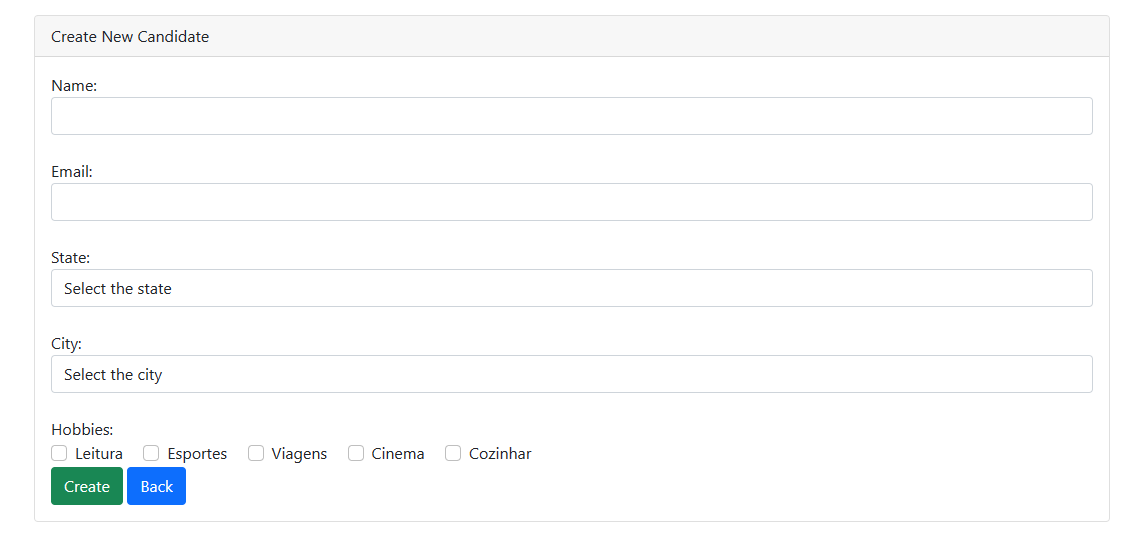 Create New Candidate
Name:
Email:
State:
Select the state
City:
Select the city
Hobbies:
Leitura Esportes Viagens Cinema Cozinhar
Create Back